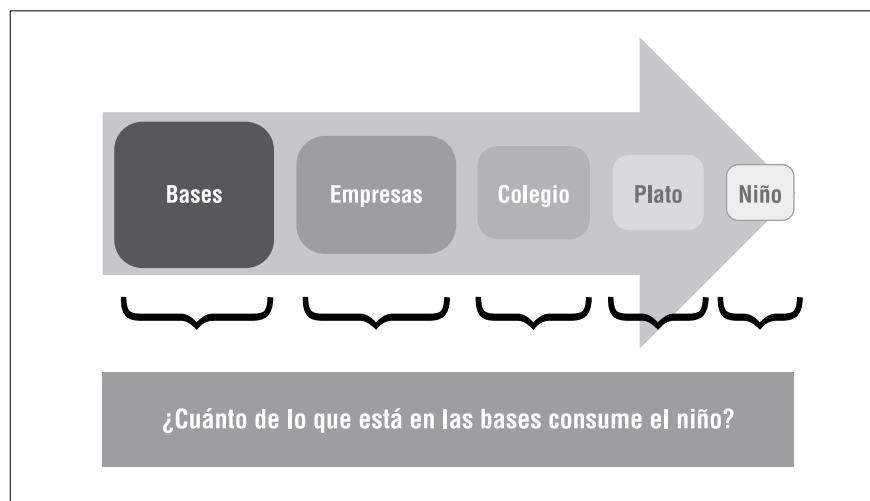 Bases
Empresas
Colegio
Plato
Niño
¿Cuánto de lo que está en las bases consume el niño?